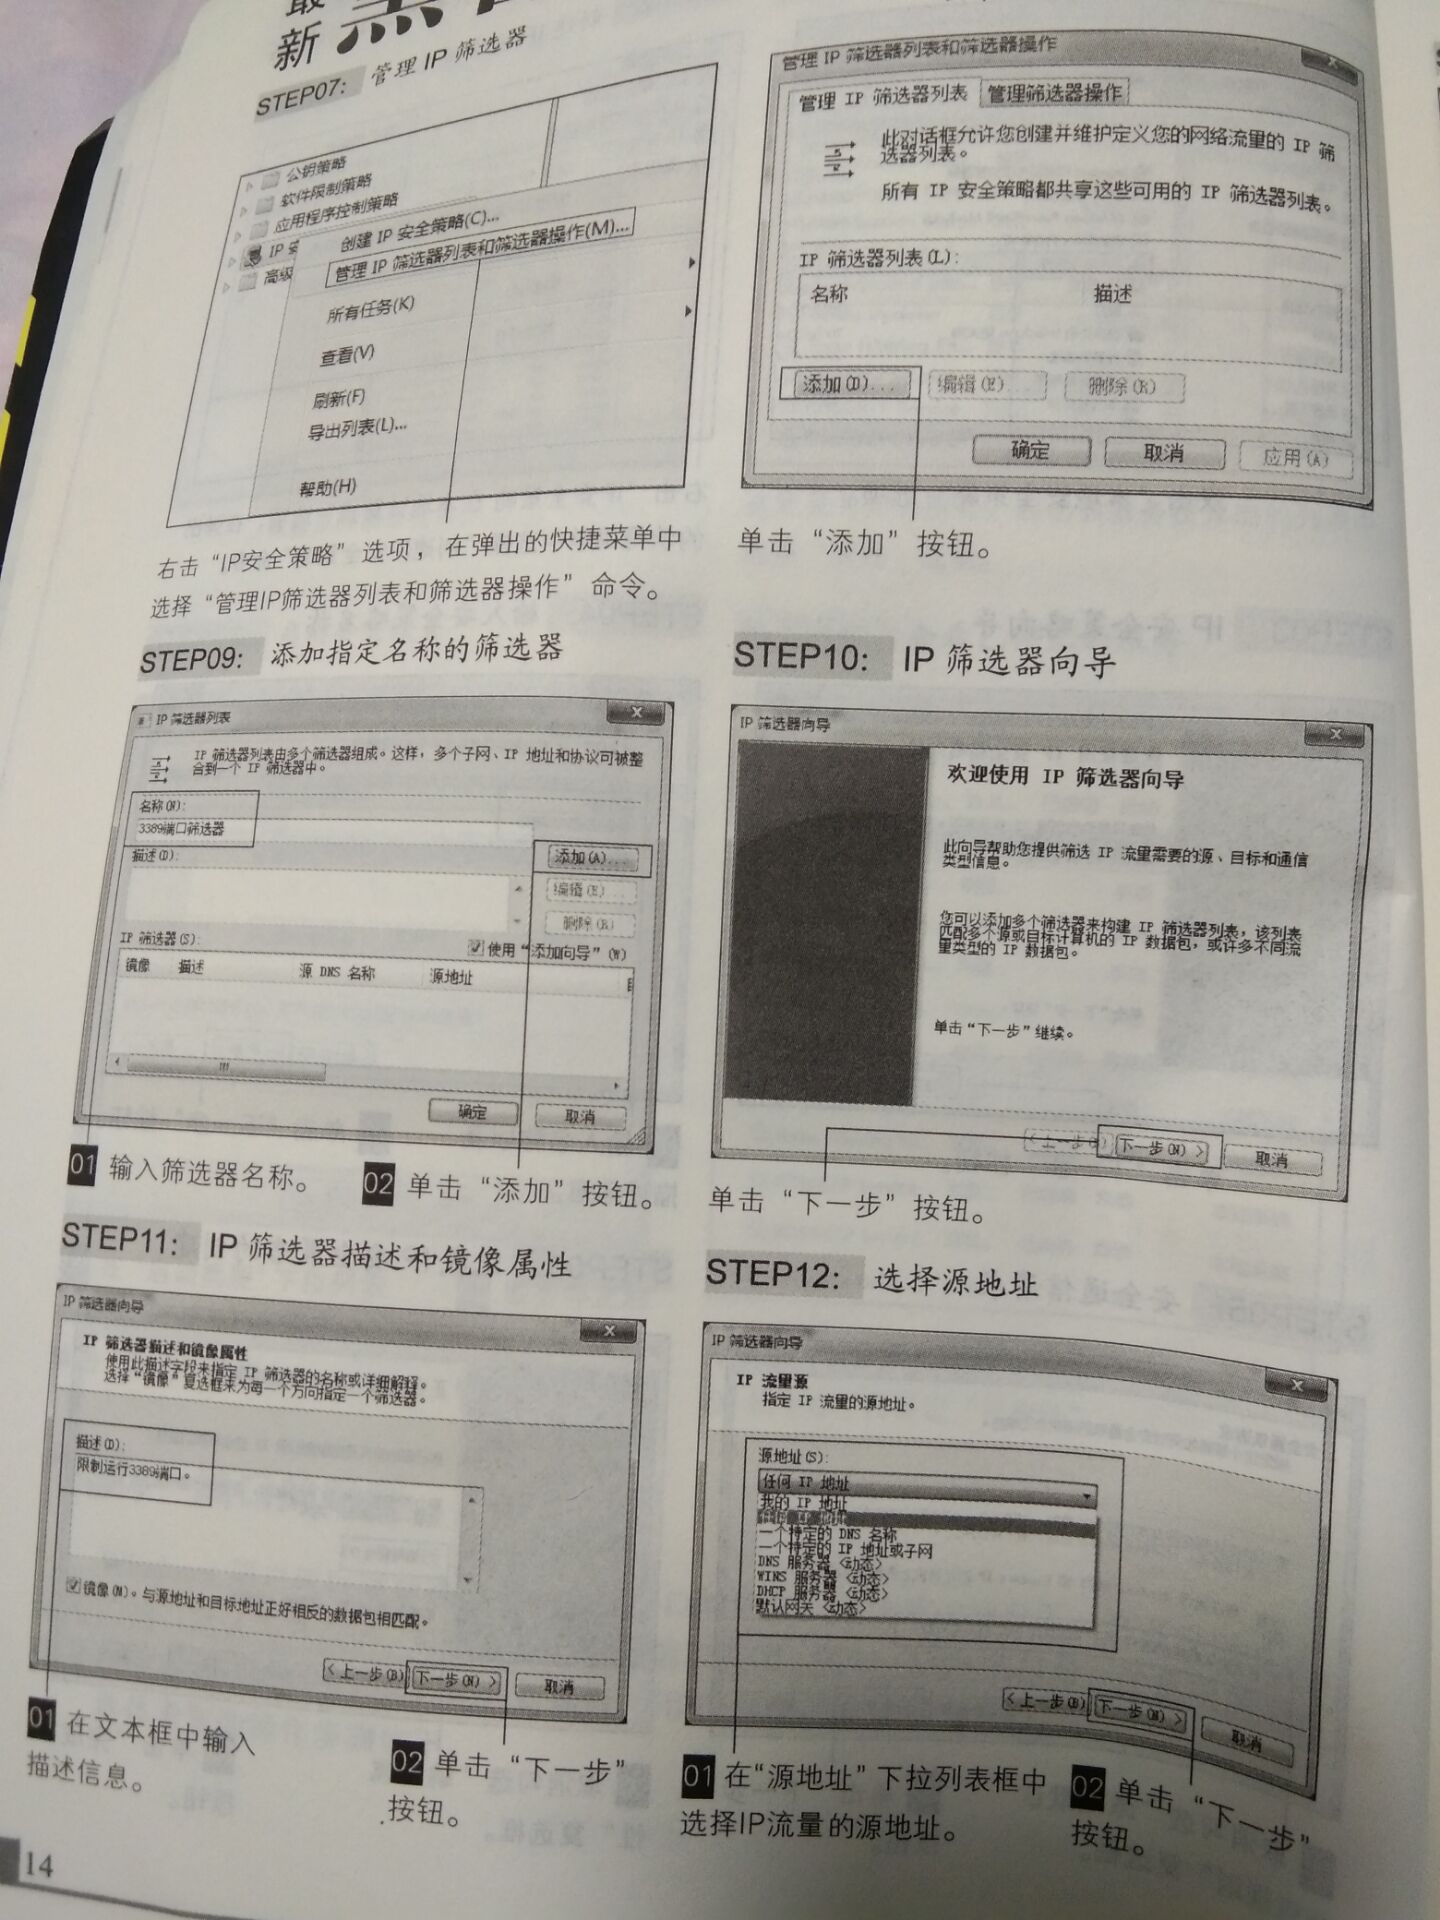 新
STEP07: 管理 IP 筛选器
公钥策略
软件限制策略
应用程序控制策略
IP 安
高级
创建 IP 安全策略(C)...
管理 IP 筛选器列表和筛选器操作(M)...
所有任务(K)
查看(V)
刷新(F)
导出列表(L)...
帮助(H)
右击“IP安全策略”选项，在弹出的快捷菜单中
选择“管理IP筛选器列表和筛选器操作”命令。
管理 IP 筛选器列表和筛选器操作
管理 IP 筛选器列表 管理筛选器操作
此对话框允许您创建并维护定义您的网络流量的 IP 筛
选器列表。
所有 IP 安全策略都共享这些可用的 IP 筛选器列表。
IP 筛选器列表(L):
名称 描述
添加(D)... 编辑(E)... 删除(R)
确定 取消 应用(A)
单击“添加”按钮。
STEP09: 添加指定名称的筛选器
IP 筛选器列表
IP 筛选器列表由多个筛选器组成。这样，多个子网、IP 地址和协议可被整
合到一个 IP 筛选器中。
名称(N):
3389端口筛选器
描述(D):
添加(A)...
编辑(E)...
删除(R)
IP 筛选器(S): 使用“添加向导”(W)
镜像 描述 源 DNS 名称 源地址
确定 取消
01 输入筛选器名称。 02 单击“添加”按钮。
STEP10: IP 筛选器向导
IP 筛选器向导
欢迎使用 IP 筛选器向导
此向导帮助您提供筛选 IP 流量需要的源、目标和通信
类型信息。
您可以添加多个筛选器来构建 IP 筛选器列表，该列表
匹配多个源或目标计算机的 IP 数据包，或许多不同流
量类型的 IP 数据包。
单击“下一步”继续。
<上一步(B) 下一步(N) > 取消
单击“下一步”按钮。
STEP11: IP 筛选器描述和镜像属性
IP 筛选器向导
IP 筛选器描述和镜像属性
使用此描述字段来指定 IP 筛选器的名称或详细解释。
选择“镜像”复选框来为每一个方向指定一个筛选器。
描述(D):
限制运行3389端口。
镜像(M)。与源地址和目标地址正好相反的数据包相匹配。
<上一步(B) 下一步(N) > 取消
01 在文本框中输入
描述信息。
02 单击“下一步”
按钮。
STEP12: 选择源地址
IP 筛选器向导
IP 流量源
指定 IP 流量的源地址。
源地址(S):
任何 IP 地址
我的 IP 地址
任何 IP 地址
一个特定的 DNS 名称
一个特定的 IP 地址或子网
DNS 服务器 <动态>
WINS 服务器 <动态>
DHCP 服务器 <动态>
默认网关 <动态>
<上一步(B) 下一步(N) > 取消
01 在“源地址”下拉列表框中
选择IP流量的源地址。
02 单击“下一步”
按钮。
14